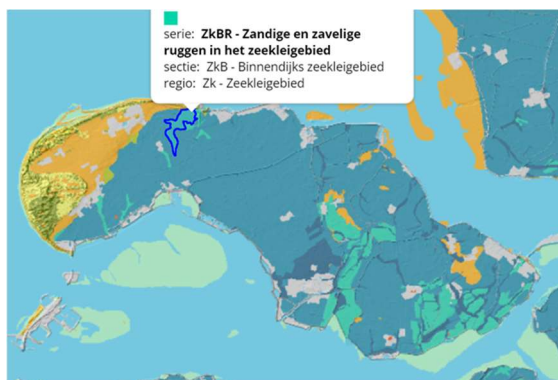 serie: ZkBR - Zandige en zavelige
ruggen in het zeekleigebied
sectie: ZkB - Binnendijks zeekleigebied
regio: Zk - Zeekleigebied